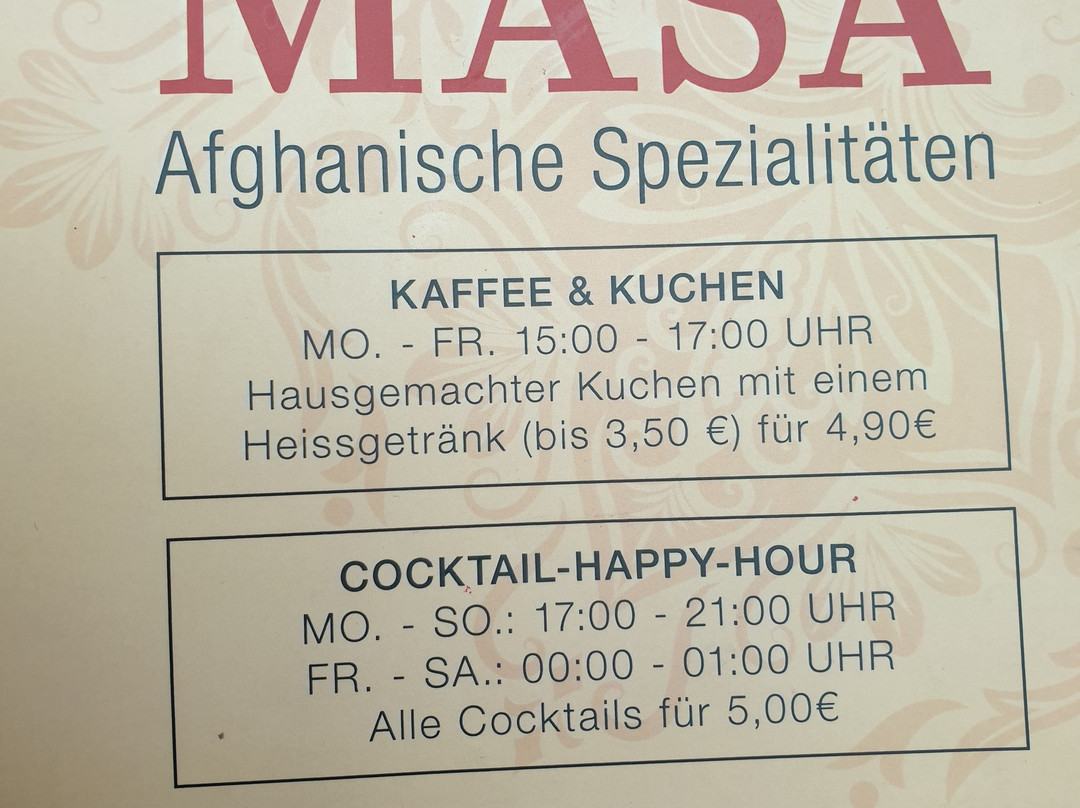 MASA
Afghanische Spezialitäten
KAFFEE & KUCHEN
MO. - FR. 15:00 - 17:00 UHR
Hausgemachter Kuchen mit einem
Heissgetränk (bis 3,50 €) für 4,90€
COCKTAIL-HAPPY-HOUR
MO. - SO.: 17:00 - 21:00 UHR
FR. - SA.: 00:00 - 01:00 UHR
Alle Cocktails für 5,00€